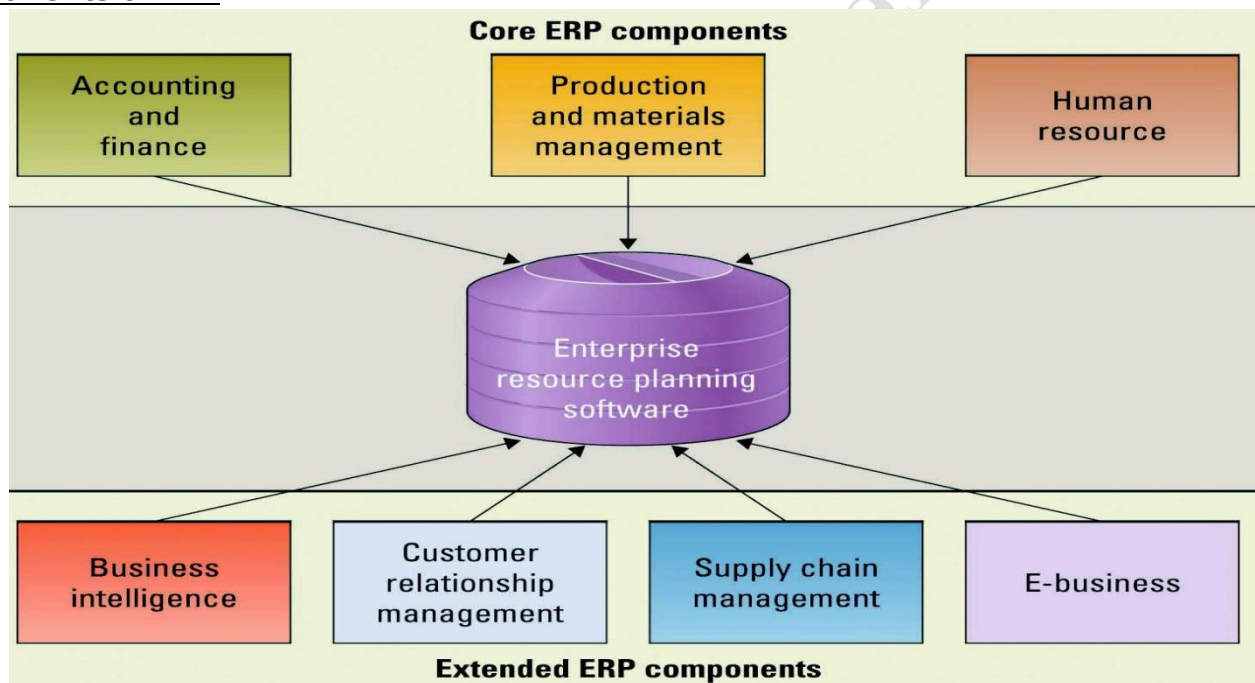 Core ERP components
Accounting
and
finance
Production
and materials
management
Human
resource
Enterprise
resource planning
software
Business
intelligence
Customer
relationship
management
Supply chain
management
E-business
Extended ERP components